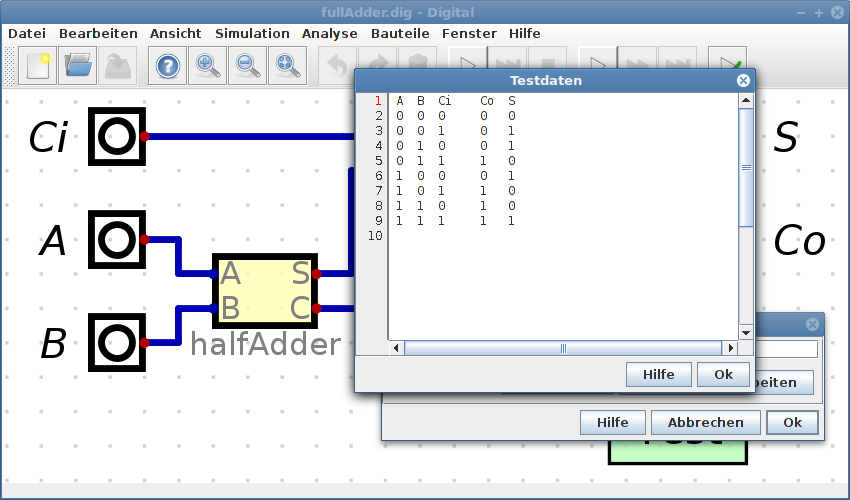 fullAdder.dig - Digital
Datei Bearbeiten Ansicht Simulation Analyse Bauteile Fenster Hilfe
Testdaten
1 A B Ci Co S
2 0 0 0 0 0
3 0 0 1 0 1
4 0 1 0 0 1
5 0 1 1 1 0
6 1 0 0 0 1
7 1 0 1 1 0
8 1 1 0 1 0
9 1 1 1 1 1
10
Hilfe Ok
Ci
A
B
A S
B C
halfAdder
S
Co
beiten
Hilfe Abbrechen Ok